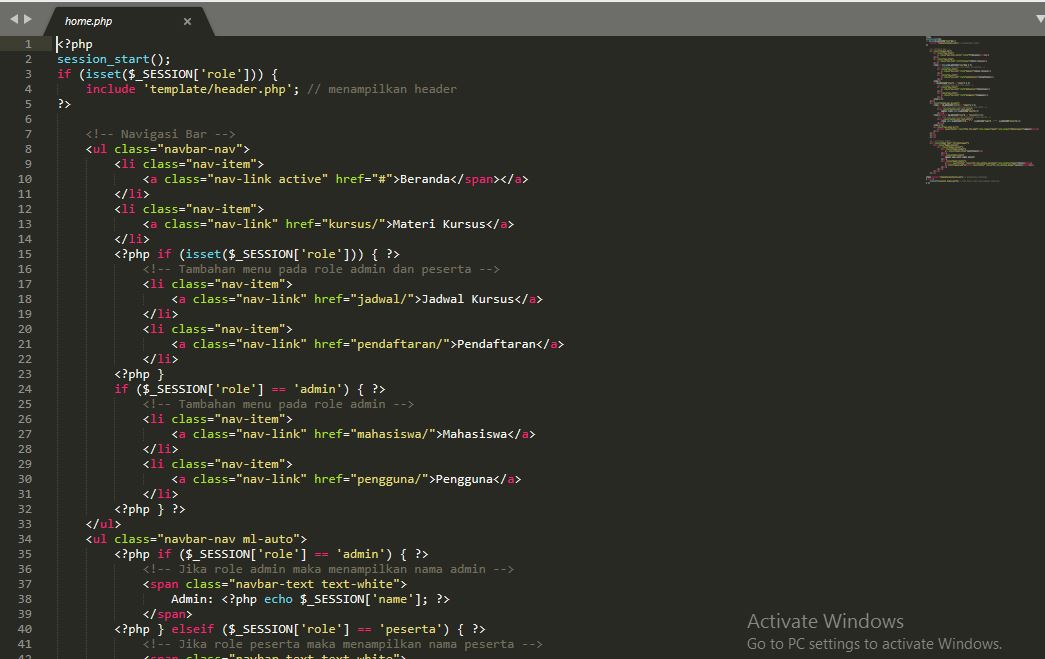 home.php ×
1 <?php
2 session_start();
3 if (isset($_SESSION['role'])) {
4     include 'template/header.php'; // menampilkan header
5 ?>
6
7     <!-- Navigasi Bar -->
8     <ul class="navbar-nav">
9         <li class="nav-item">
10             <a class="nav-link active" href="#">Beranda</span></a>
11         </li>
12         <li class="nav-item">
13             <a class="nav-link" href="kursus/">Materi Kursus</a>
14         </li>
15         <?php if (isset($_SESSION['role'])) { ?>
16             <!-- Tambahan menu pada role admin dan peserta -->
17             <li class="nav-item">
18                 <a class="nav-link" href="jadwal/">Jadwal Kursus</a>
19             </li>
20             <li class="nav-item">
21                 <a class="nav-link" href="pendaftaran/">Pendaftaran</a>
22             </li>
23         <?php }
24         if ($_SESSION['role'] == 'admin') { ?>
25             <!-- Tambahan menu pada role admin -->
26             <li class="nav-item">
27                 <a class="nav-link" href="mahasiswa/">Mahasiswa</a>
28             </li>
29             <li class="nav-item">
30                 <a class="nav-link" href="pengguna/">Pengguna</a>
31             </li>
32         <?php } ?>
33     </ul>
34     <ul class="navbar-nav ml-auto">
35         <?php if ($_SESSION['role'] == 'admin') { ?>
36             <!-- Jika role admin maka menampilkan nama admin -->
37             <span class="navbar-text text-white">
38                 Admin: <?php echo $_SESSION['name']; ?>
39             </span>
40         <?php } elseif ($_SESSION['role'] == 'peserta') { ?>
41             <!-- Jika role peserta maka menampilkan nama peserta -->
<span class="navbar-text text-white">
Activate Windows
Go to PC settings to activate Windows.